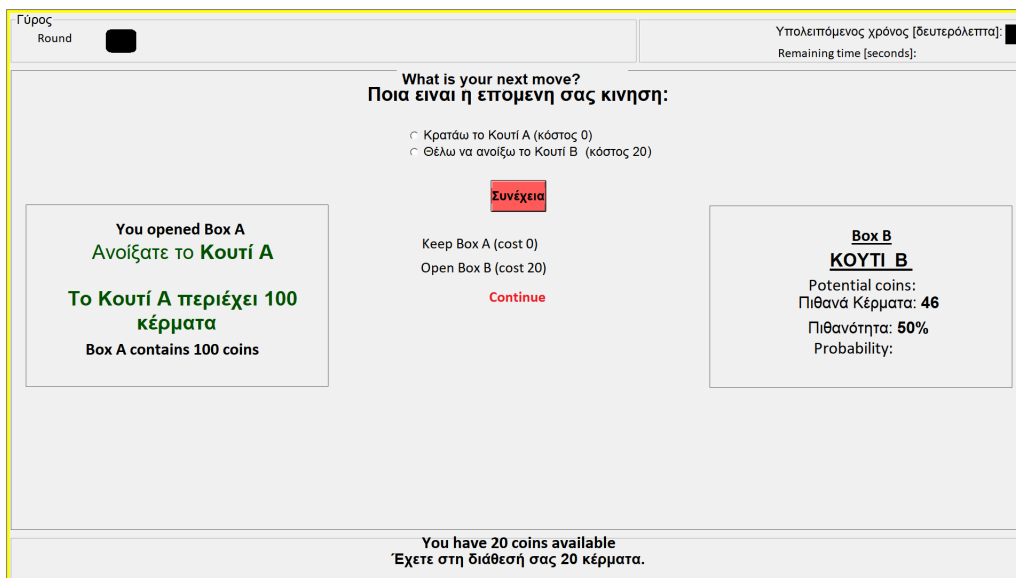 Γύρος
Round
Υπολειπόμενος χρόνος [δευτερόλεπτα]:
Remaining time [seconds]:
What is your next move?
Ποια είναι η επόμενη σας κίνηση:
Κρατάω το Κουτί Α (κόστος 0)
Θέλω να ανοίξω το Κουτί Β (κόστος 20)
Συνέχεια
Keep Box A (cost 0)
Open Box B (cost 20)
Continue
You opened Box A
Ανοίξατε το Κουτί Α
Το Κουτί Α περιέχει 100
κέρματα
Box A contains 100 coins
Box B
ΚΟΥΤΙ Β
Potential coins:
Πιθανά Κέρματα: 46
Πιθανότητα: 50%
Probability:
You have 20 coins available
Έχετε στη διάθεσή σας 20 κέρματα.